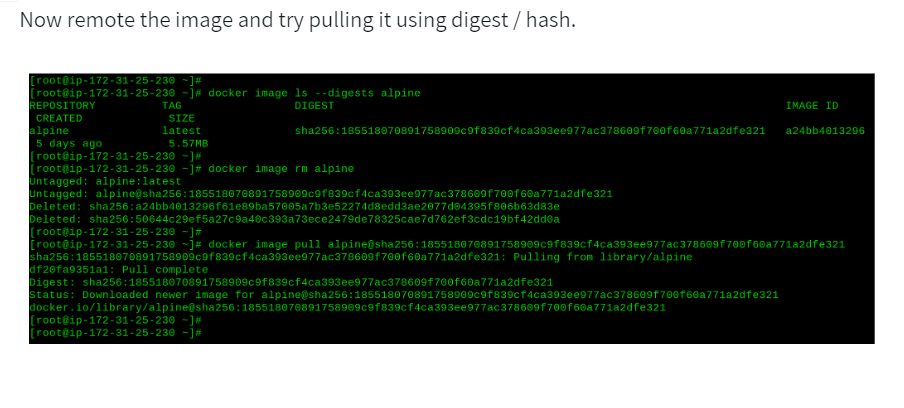 Now remote the image and try pulling it using digest / hash.
[root@ip-172-31-25-230 ~]#
[root@ip-172-31-25-230 ~]# docker image ls --digests alpine
REPOSITORY TAG DIGEST IMAGE ID
CREATED SIZE
alpine latest sha256:185518070891758909c9f839cf4ca393ee977ac378609f700f60a771a2dfe321 a24bb4013296
5 days ago 5.57MB
[root@ip-172-31-25-230 ~]#
[root@ip-172-31-25-230 ~]# docker image rm alpine
Untagged: alpine:latest
Untagged: alpine@sha256:185518070891758909c9f839cf4ca393ee977ac378609f700f60a771a2dfe321
Deleted: sha256:a24bb4013296f61e89ba57005a7b3e52274d8edd3ae2077d04395f806b63d83e
Deleted: sha256:50644c29ef5a27c9a40c393a73ece2479de78325cae7d762ef3cdc19bf42dd0a
[root@ip-172-31-25-230 ~]#
[root@ip-172-31-25-230 ~]# docker image pull alpine@sha256:185518070891758909c9f839cf4ca393ee977ac378609f700f60a771a2dfe321
sha256:185518070891758909c9f839cf4ca393ee977ac378609f700f60a771a2dfe321: Pulling from library/alpine
df20fa9351a1: Pull complete
Digest: sha256:185518070891758909c9f839cf4ca393ee977ac378609f700f60a771a2dfe321
Status: Downloaded newer image for alpine@sha256:185518070891758909c9f839cf4ca393ee977ac378609f700f60a771a2dfe321
docker.io/library/alpine@sha256:185518070891758909c9f839cf4ca393ee977ac378609f700f60a771a2dfe321
[root@ip-172-31-25-230 ~]#
[root@ip-172-31-25-230 ~]#